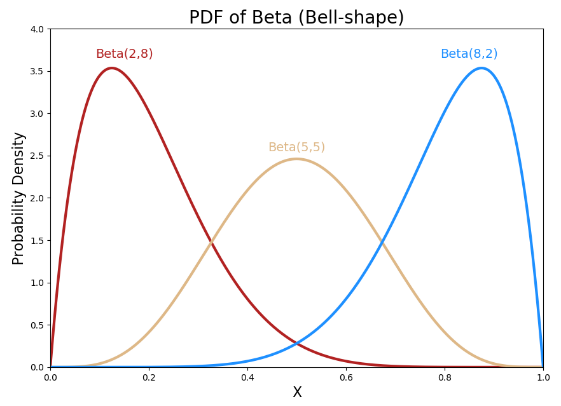 PDF of Beta (Bell-shape)
4.0
3.5
3.0
2.5
2.0
1.5
1.0
0.5
0.0
Probability Density
Beta(2,8)
Beta(8,2)
Beta(5,5)
0.0 0.2 0.4 0.6 0.8 1.0
X